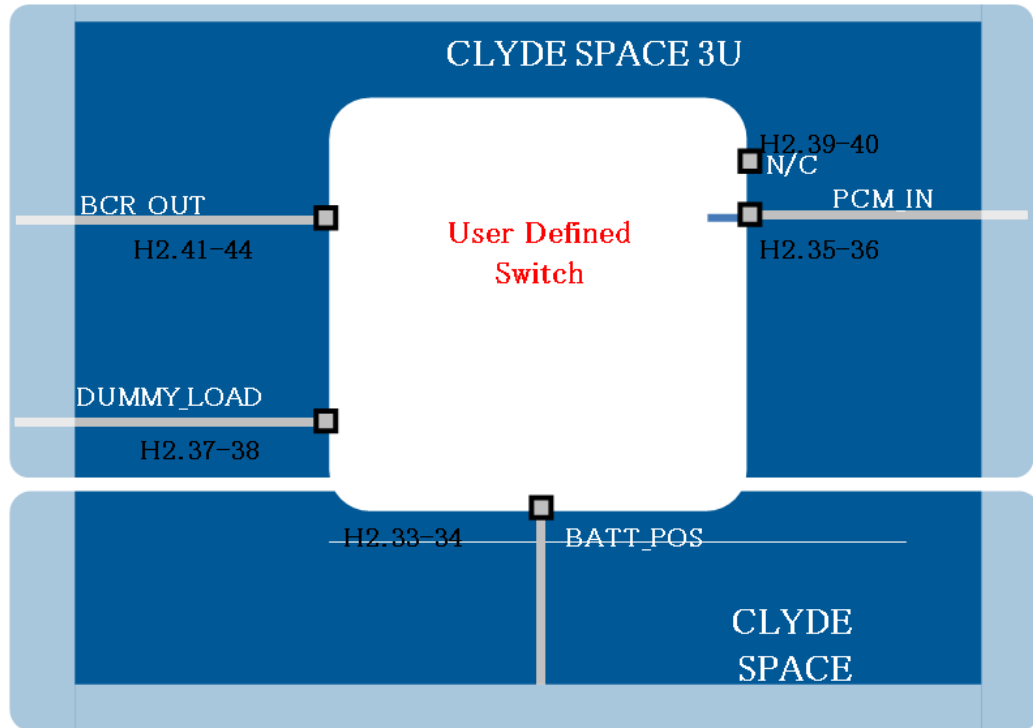 CLYDE SPACE 3U
H2.39-40
N/C
BCR_OUT
PCM_IN
H2.41-44
User Defined
Switch
H2.35-36
DUMMY_LOAD
H2.37-38
H2.33-34
BATT_POS
CLYDE
SPACE